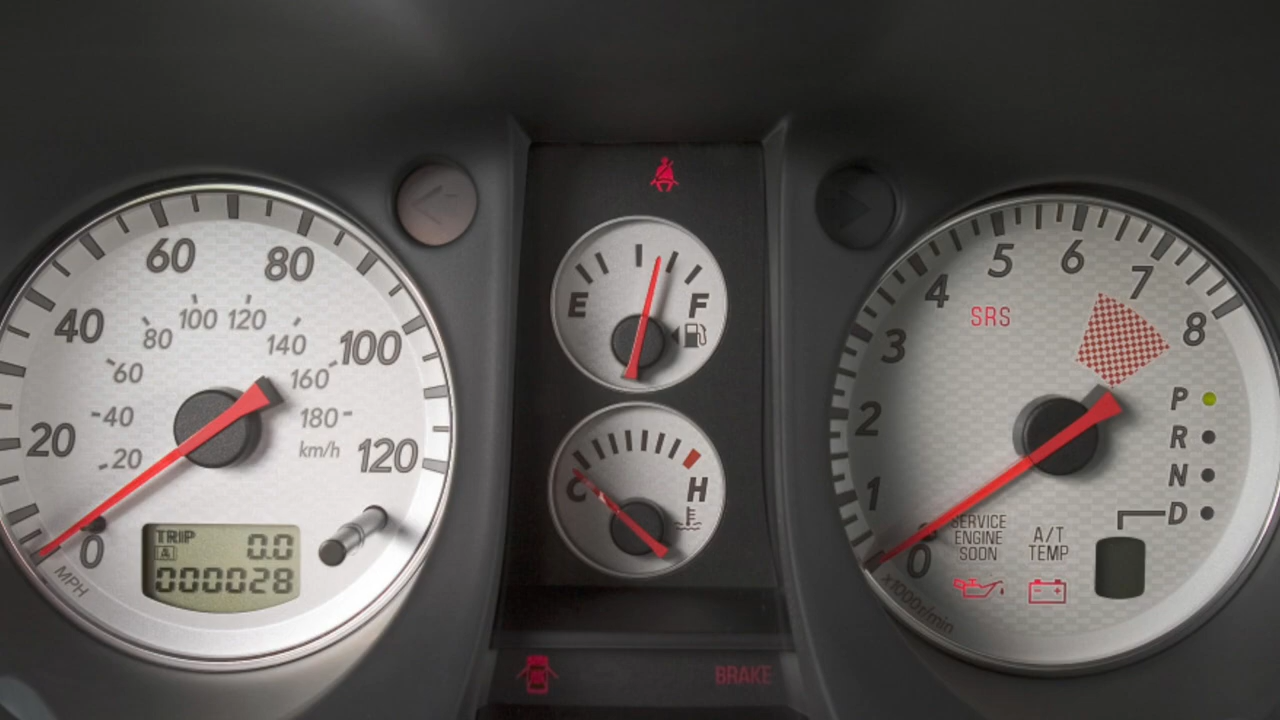 60
80
40
100
20
120
0
MPH
100
120
80
140
60
160
40
180
20
km/h
TRIP
A
0.0
000028
E
F
C
H
SRS
5
6
4
7
3
8
2
1
0
x1000r/min
P
R
N
D
SERVICE
ENGINE
SOON
A/T
TEMP
BRAKE